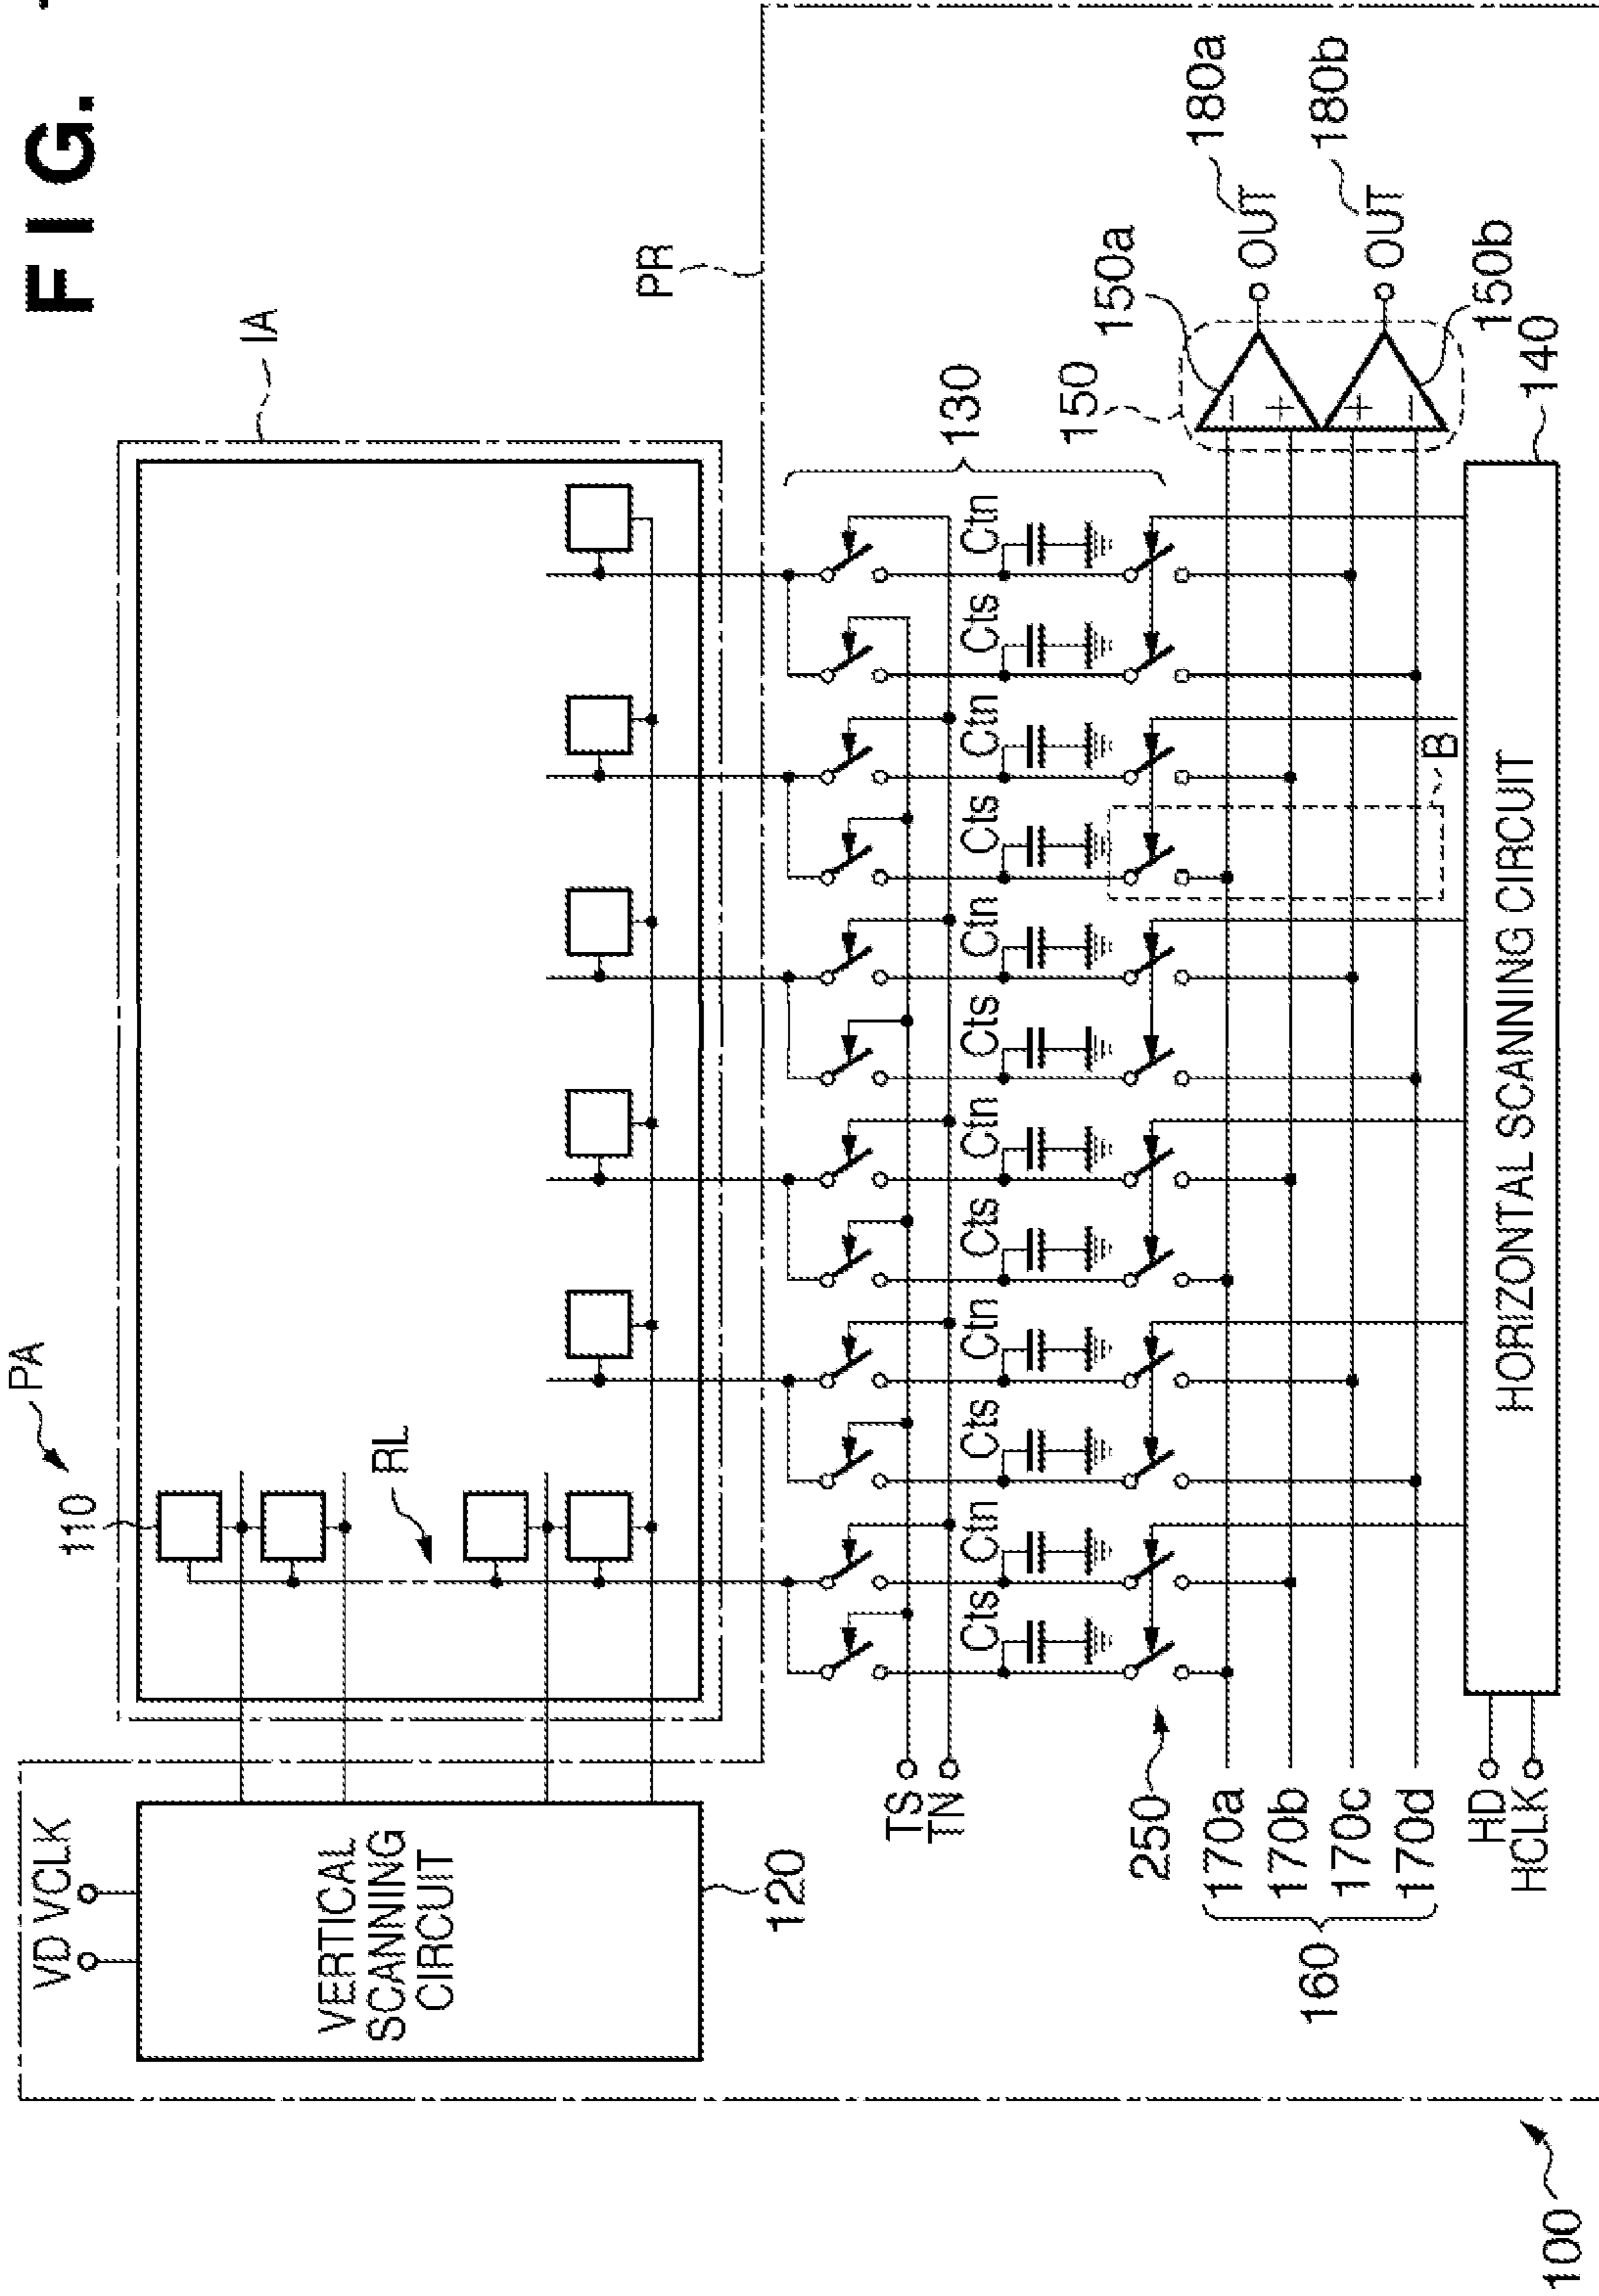 FIG.
PA
IA
110
RL
VD VCLK
VERTICAL
SCANNING
CIRCUIT
120
PR
TS
TN
130
Cts Ctn Cts Ctn Cts Ctn Cts Ctn Cts Ctn Cts Ctn
250
150
150a
180a
OUT
170a
170b
170c
170d
160
OUT
180b
150b
B
140
HD
HCLK
HORIZONTAL SCANNING CIRCUIT
100